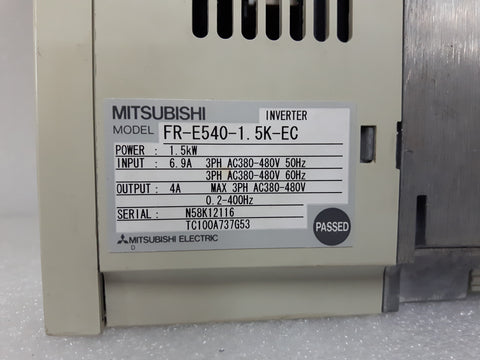 MITSUBISHI INVERTER
MODEL FR-E540-1.5K-EC
POWER : 1.5kW
INPUT : 6.9A 3PH AC380-480V 50Hz
3PH AC380-480V 60Hz
OUTPUT : 4A MAX 3PH AC380-480V
0.2-400Hz
SERIAL : N58K12116
TC100A737G53
PASSED
MITSUBISHI ELECTRIC
D